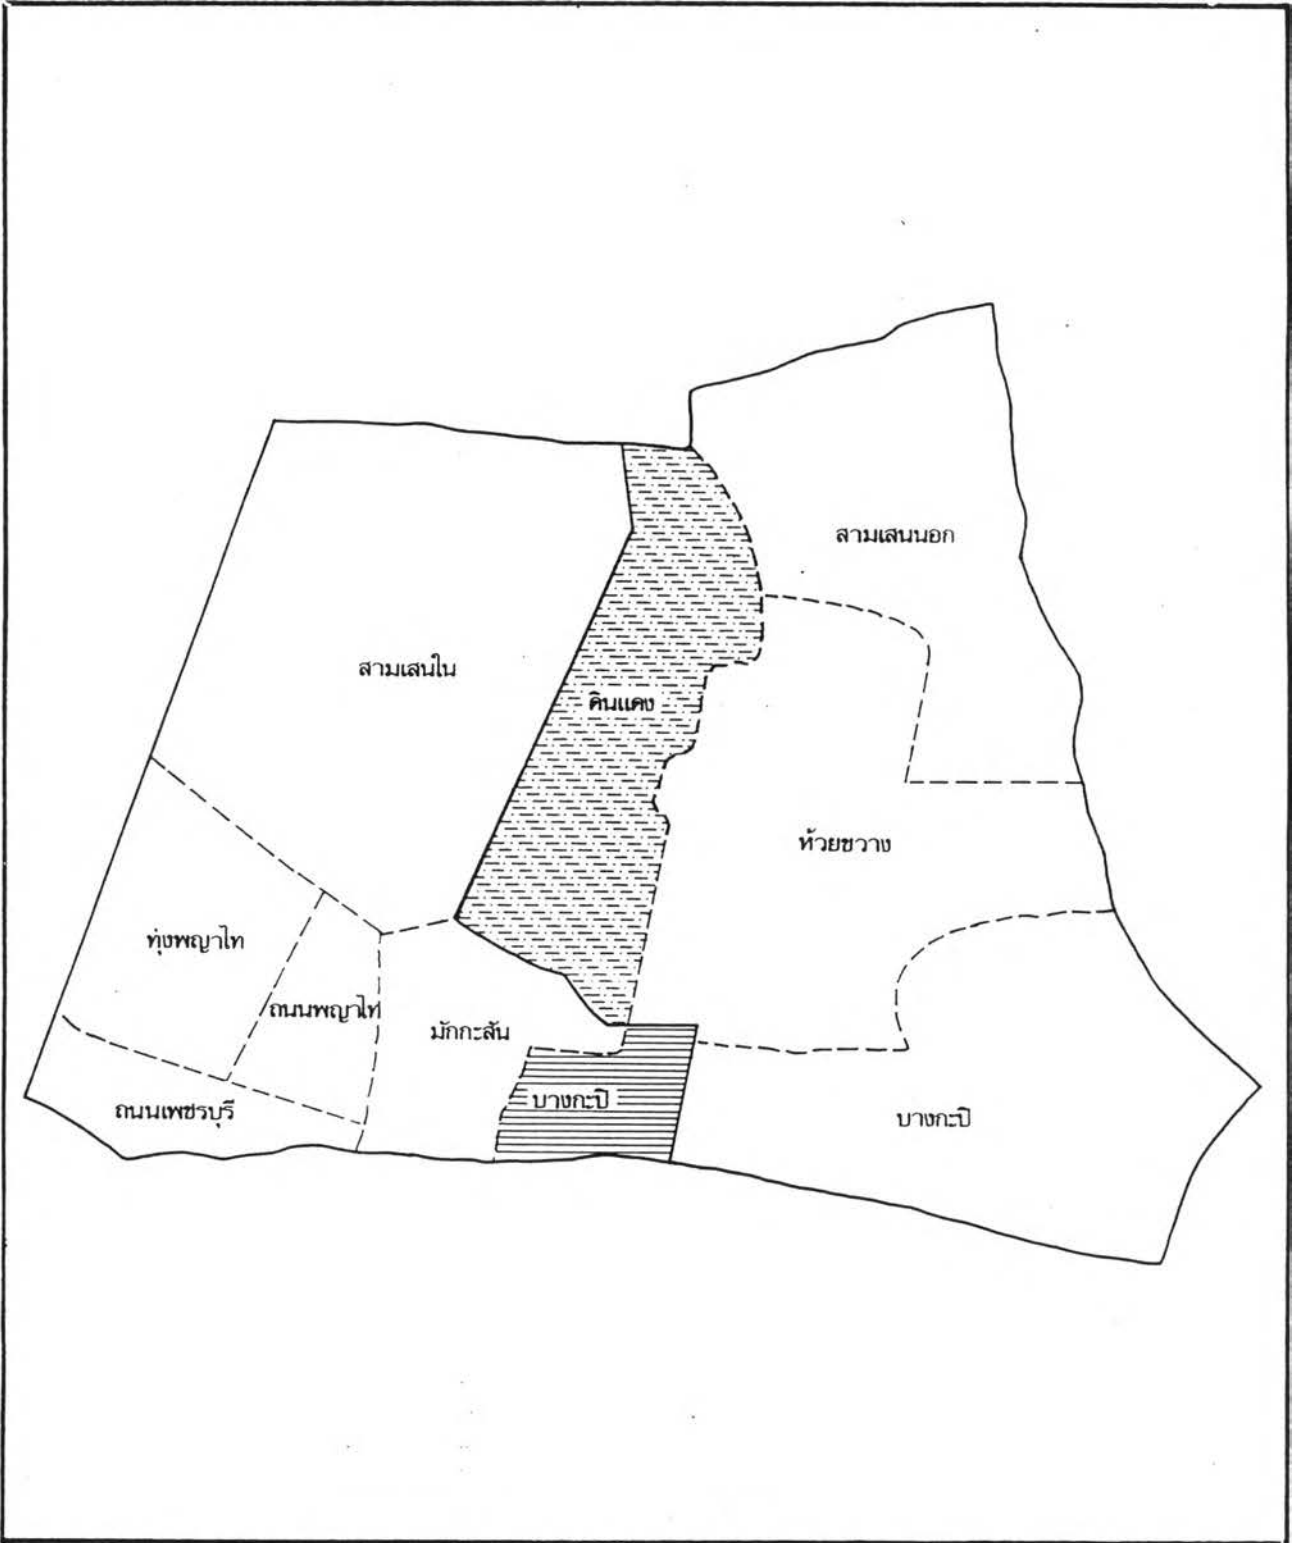 สามเสนนอก
สามเสนใน
ดินแดง
ห้วยขวาง
ทุ่งพญาไท
ถนนพญาไท
มักกะสัน
บางกะปิ
ถนนเพชรบุรี
บางกะปิ